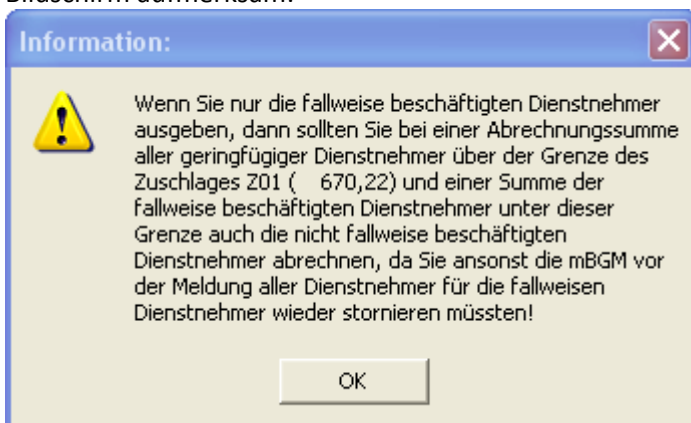 Bildschirm aufmerksam:
Information:
Wenn Sie nur die fallweise beschäftigten Dienstnehmer
ausgeben, dann sollten Sie bei einer Abrechnungssumme
aller geringfügiger Dienstnehmer über der Grenze des
Zuschlages Z01 ( 670,22) und einer Summe der
fallweise beschäftigten Dienstnehmer unter dieser
Grenze auch die nicht fallweise beschäftigten
Dienstnehmer abrechnen, da Sie ansonst die mBGM vor
der Meldung aller Dienstnehmer für die fallweisen
Dienstnehmer wieder stornieren müssten!
OK